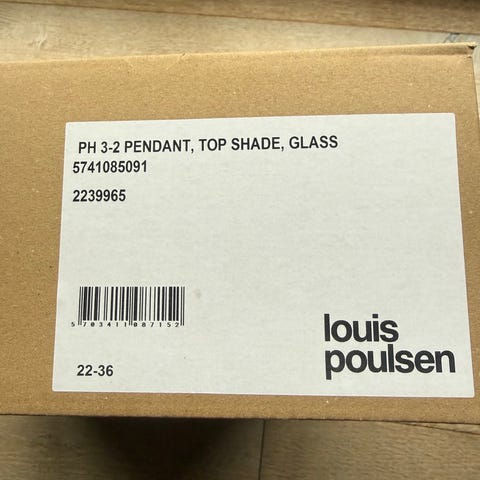 PH 3-2 PENDANT, TOP SHADE, GLASS
5741085091
2239965
5 703411 087152
22-36
louis
poulsen